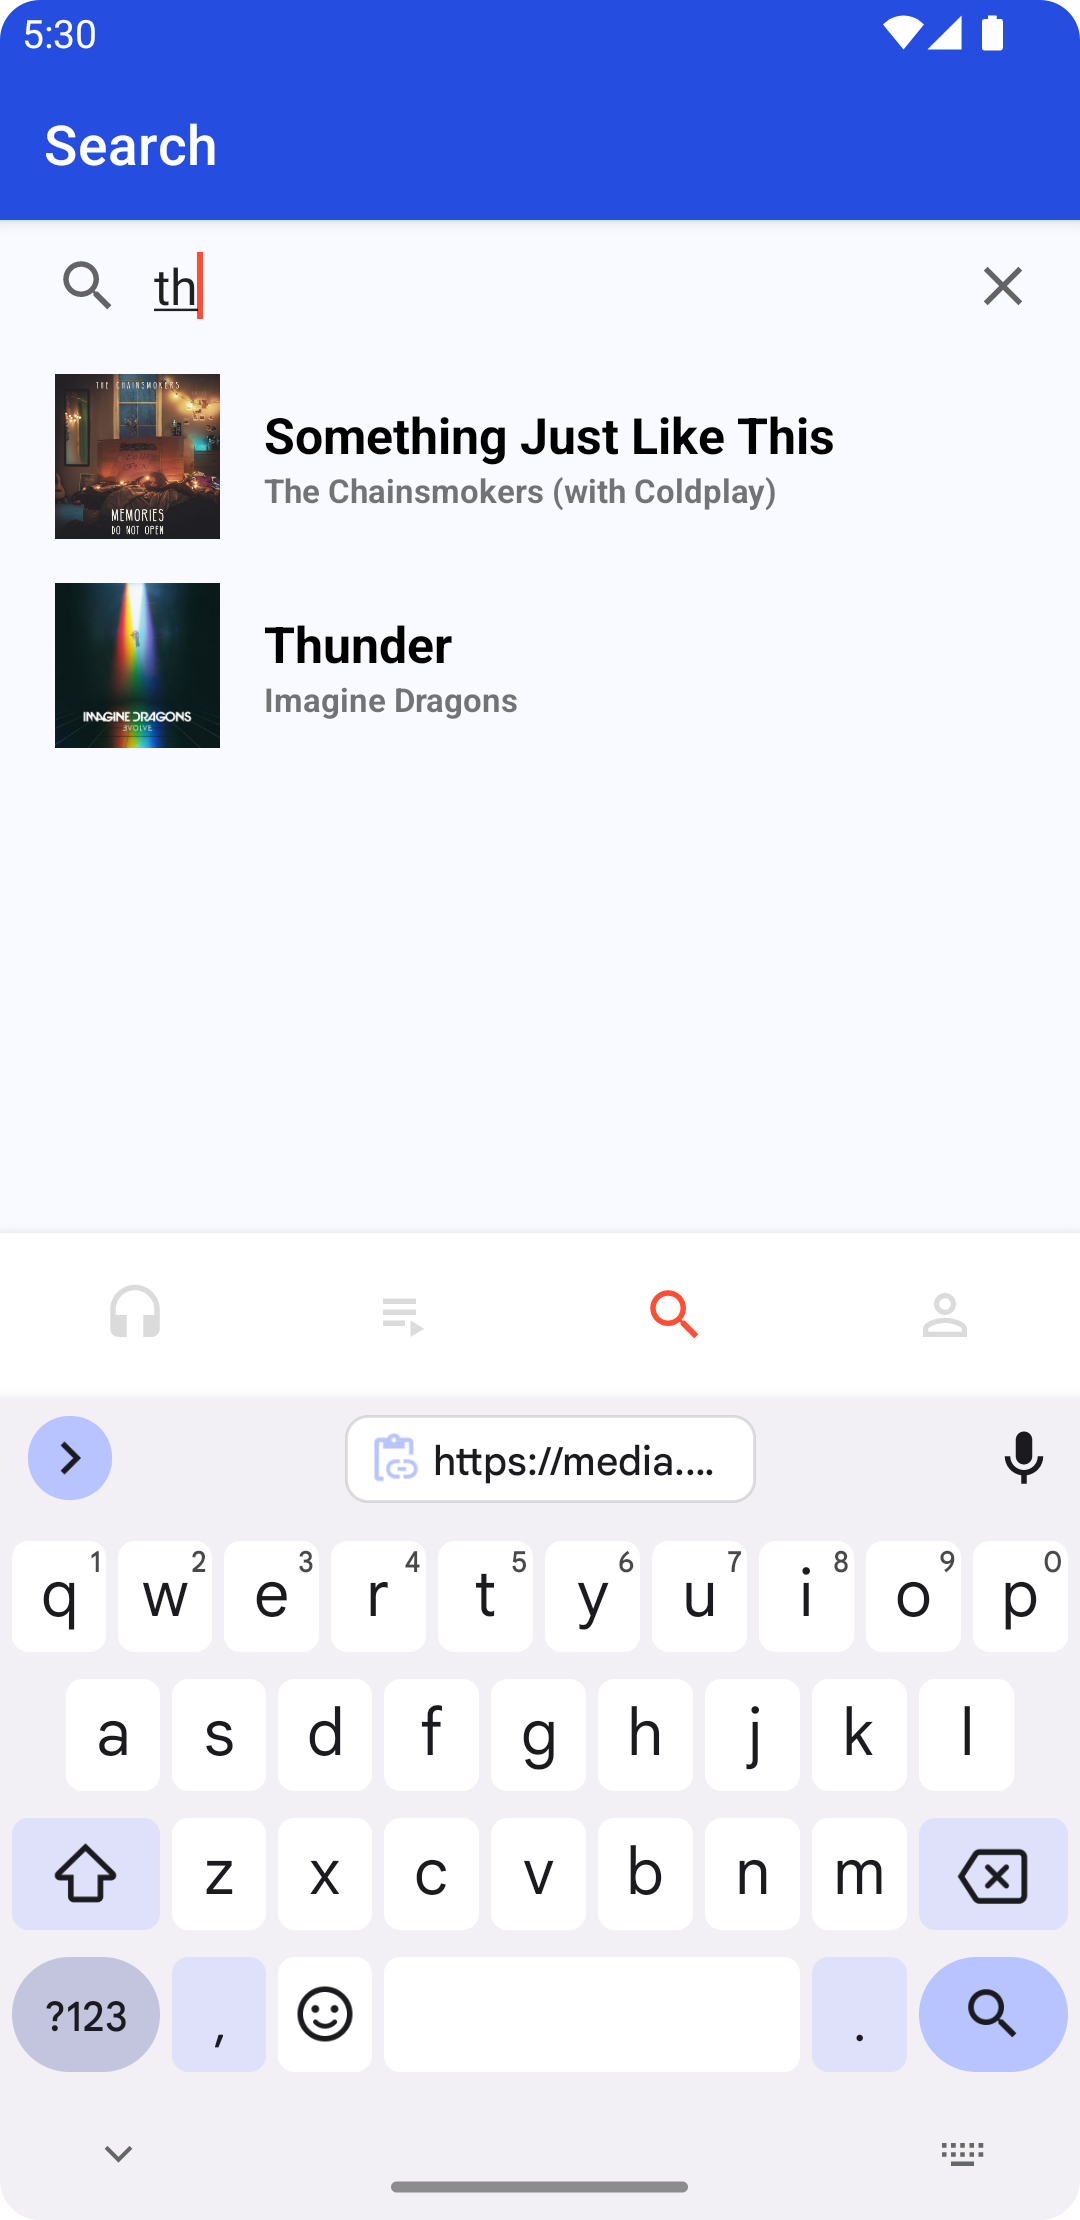 5:30
Search
th
THE CHAINSMOKERS
MEMORIES
DO NOT OPEN
Something Just Like This
The Chainsmokers (with Coldplay)
IMAGINE DRAGONS
EVOLVE
Thunder
Imagine Dragons
https://media....
q 1 w 2 e 3 r 4 t 5 y 6 u 7 i 8 o 9 p 0
a s d f g h j k l
z x c v b n m
?123 , .